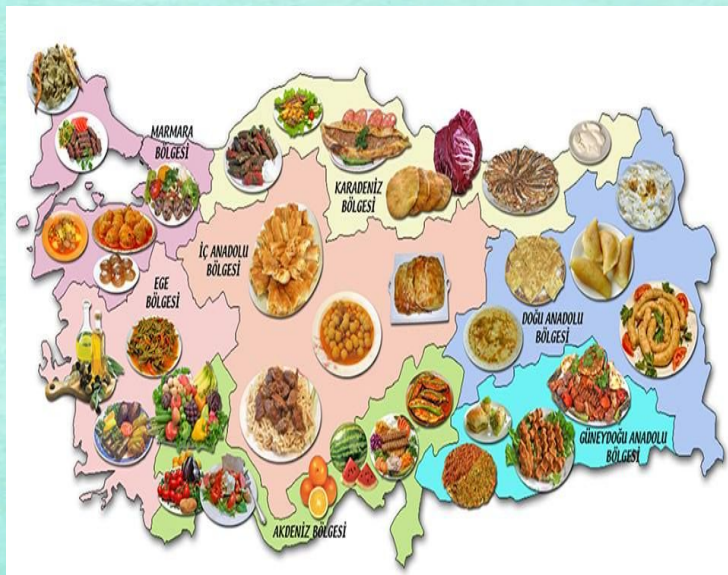 MARMARA
BÖLGESİ
KARADENİZ
BÖLGESİ
İÇ ANADOLU
BÖLGESİ
EGE
BÖLGESİ
DOĞU ANADOLU
BÖLGESİ
GÜNEYDOĞU ANADOLU
BÖLGESİ
AKDENİZ BÖLGESİ